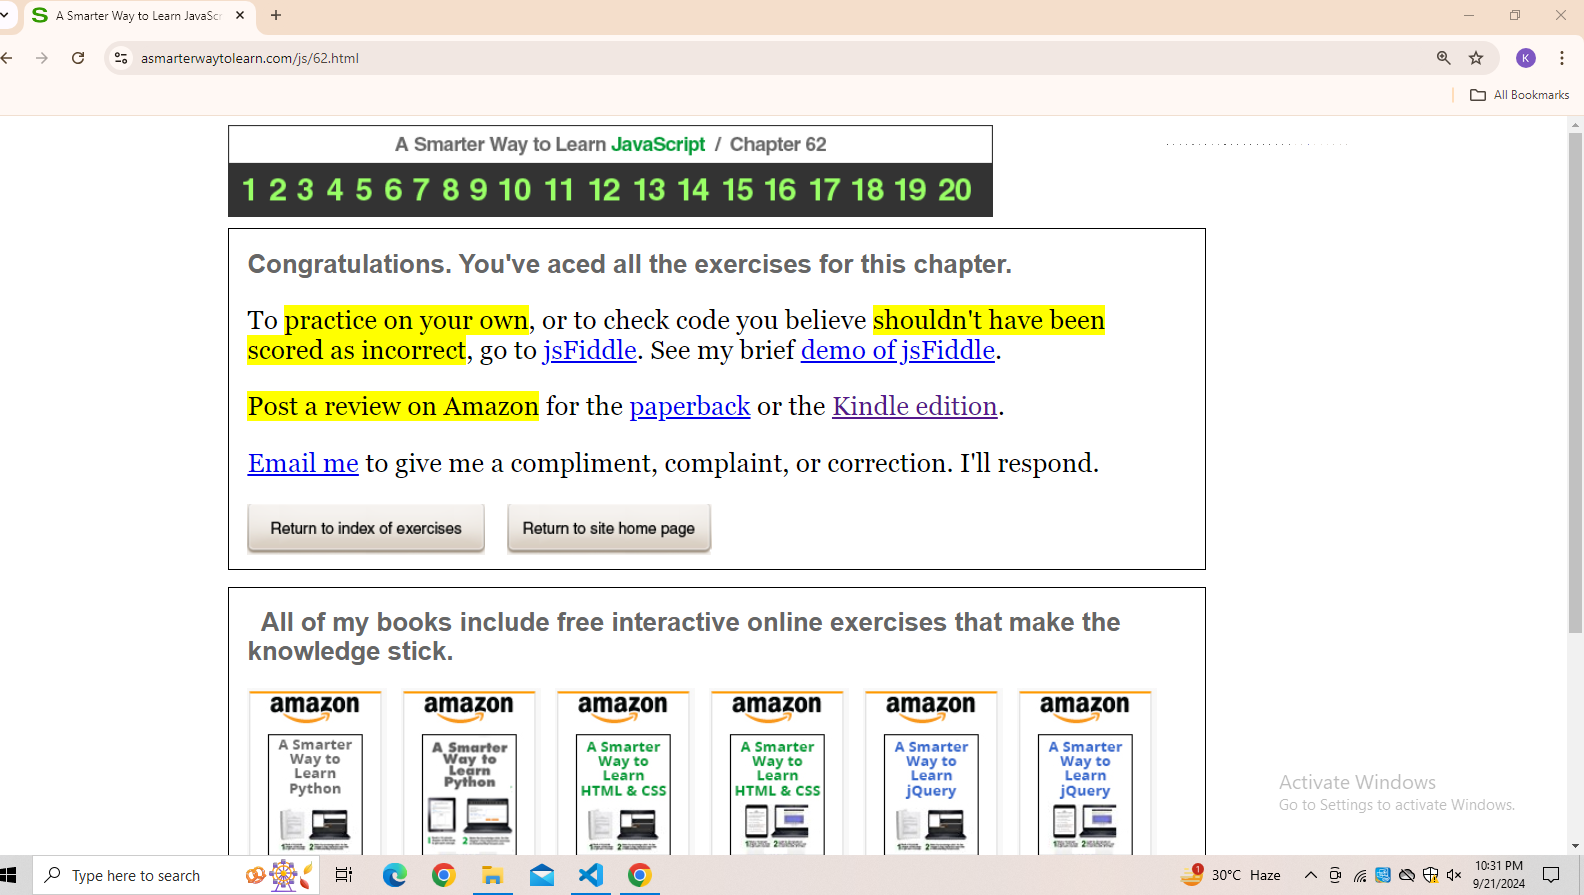 A Smarter Way to Learn JavaScr
asmarterwaytolearn.com/js/62.html
K
All Bookmarks
A Smarter Way to Learn JavaScript / Chapter 62
1 2 3 4 5 6 7 8 9 10 11 12 13 14 15 16 17 18 19 20
Congratulations. You've aced all the exercises for this chapter.
To practice on your own, or to check code you believe shouldn't have been
scored as incorrect, go to jsFiddle. See my brief demo of jsFiddle.
Post a review on Amazon for the paperback or the Kindle edition.
Email me to give me a compliment, complaint, or correction. I'll respond.
Return to index of exercises Return to site home page
All of my books include free interactive online exercises that make the
knowledge stick.
amazon amazon amazon amazon amazon amazon
A Smarter Way to Learn Python
A Smarter Way to Learn Python
A Smarter Way to Learn HTML & CSS
A Smarter Way to Learn HTML & CSS
A Smarter Way to Learn jQuery
A Smarter Way to Learn jQuery
Activate Windows
Go to Settings to activate Windows.
Type here to search
1
30°C Haze
10:31 PM
9/21/2024